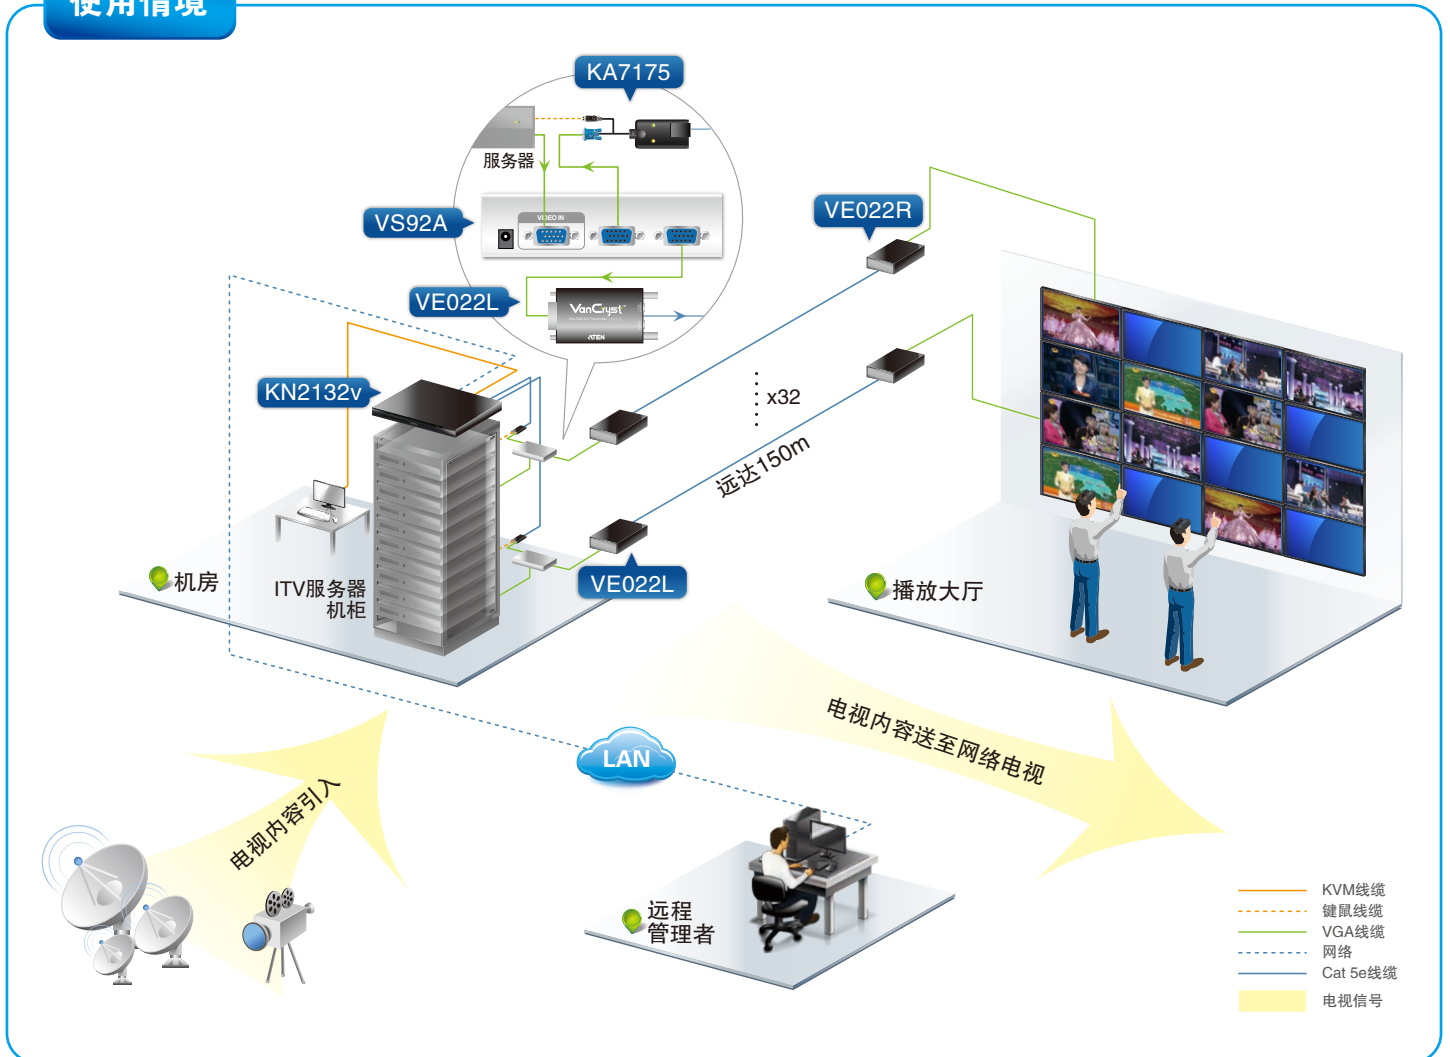 使用情境
KA7175
服务器
VS92A
VIDEO IN
VE022R
VE022L
VanCryst™
ATEN
KN2132v
x32
远达150m
机房
ITV服务器
机柜
VE022L
播放大厅
电视内容送至网络电视
LAN
电视内容引入
远程
管理者
KVM线缆
键鼠线缆
VGA线缆
网络
Cat 5e线缆
电视信号